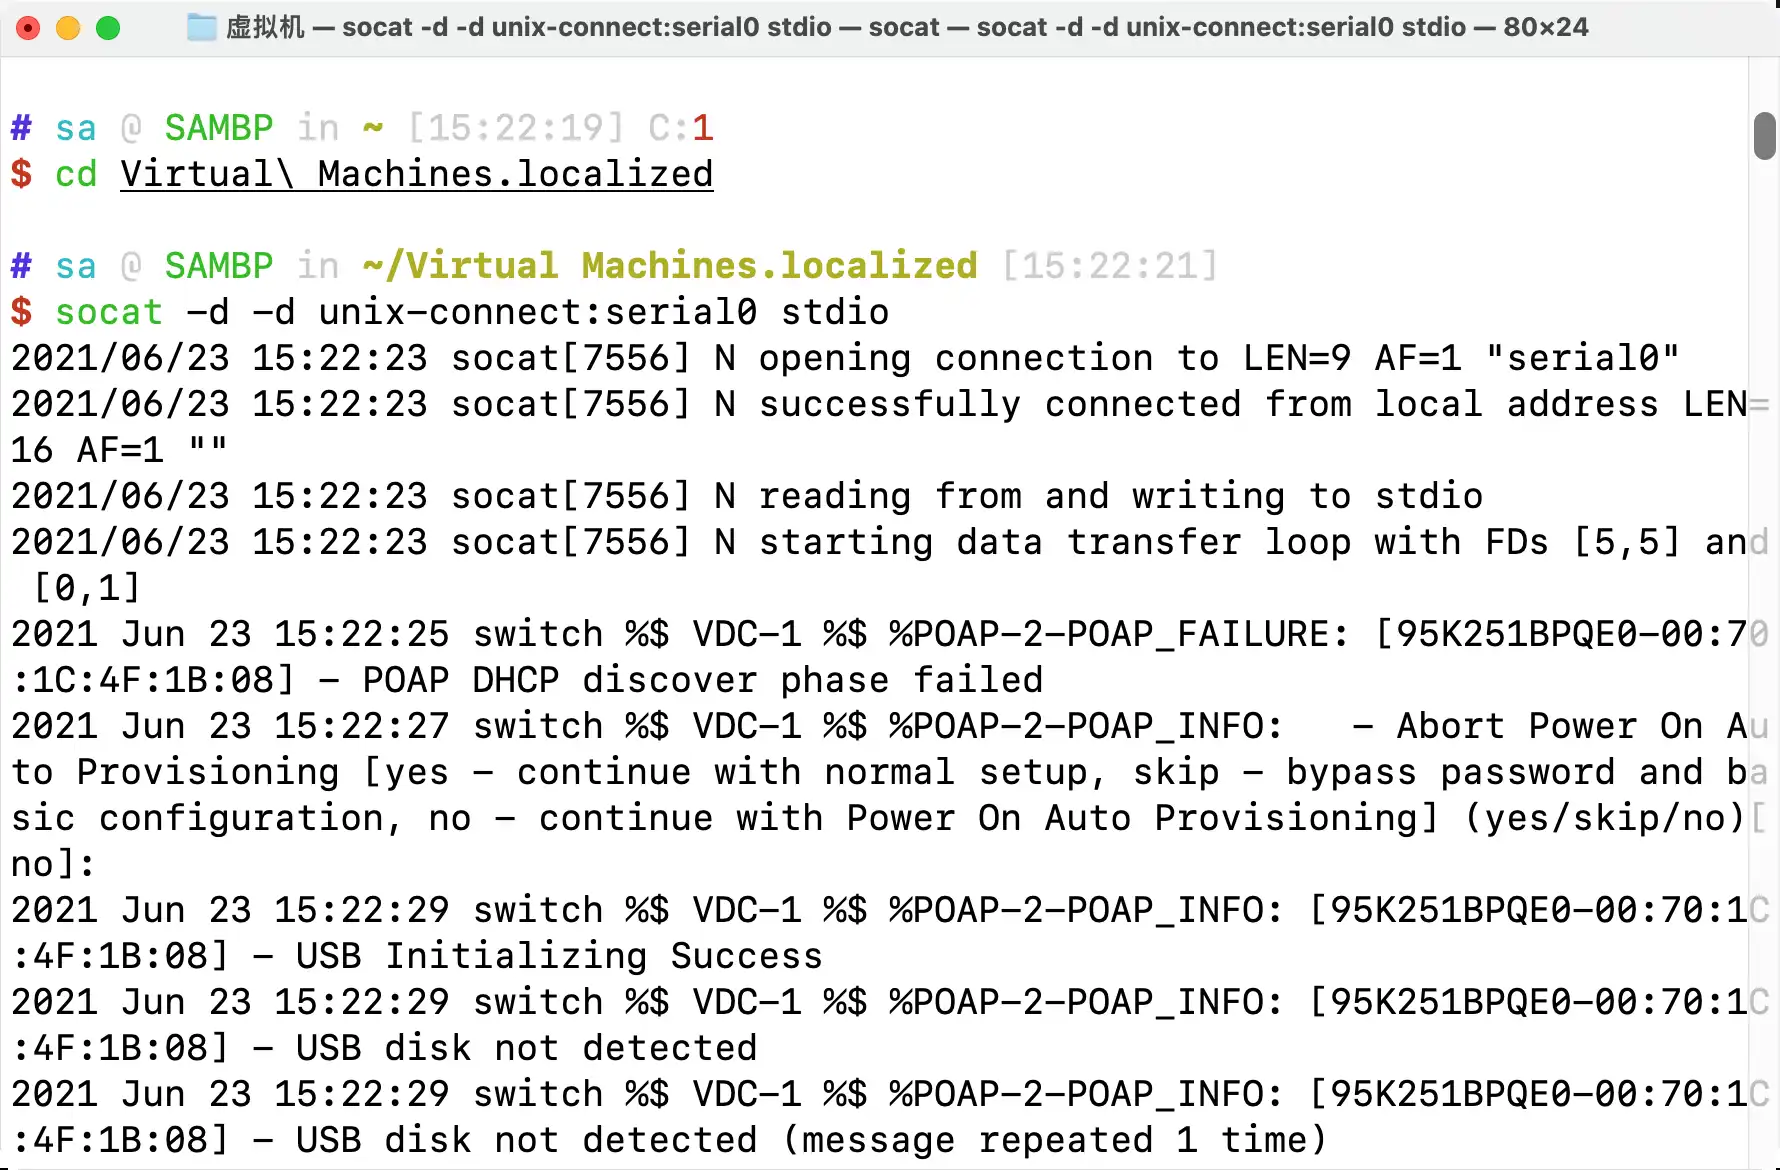 虚拟机 — socat -d -d unix-connect:serial0 stdio — socat — socat -d -d unix-connect:serial0 stdio — 80×24
# sa @ SAMBP in ~ [15:22:19] C:1
$ cd Virtual\ Machines.localized
# sa @ SAMBP in ~/Virtual Machines.localized [15:22:21]
$ socat -d -d unix-connect:serial0 stdio
2021/06/23 15:22:23 socat[7556] N opening connection to LEN=9 AF=1 "serial0"
2021/06/23 15:22:23 socat[7556] N successfully connected from local address LEN=
16 AF=1 ""
2021/06/23 15:22:23 socat[7556] N reading from and writing to stdio
2021/06/23 15:22:23 socat[7556] N starting data transfer loop with FDs [5,5] and
[0,1]
2021 Jun 23 15:22:25 switch %$ VDC-1 %$ %POAP-2-POAP_FAILURE: [95K251BPQE0-00:70
:1C:4F:1B:08] - POAP DHCP discover phase failed
2021 Jun 23 15:22:27 switch %$ VDC-1 %$ %POAP-2-POAP_INFO:   - Abort Power On Au
to Provisioning [yes - continue with normal setup, skip - bypass password and ba
sic configuration, no - continue with Power On Auto Provisioning] (yes/skip/no)[
no]:
2021 Jun 23 15:22:29 switch %$ VDC-1 %$ %POAP-2-POAP_INFO: [95K251BPQE0-00:70:1C
:4F:1B:08] - USB Initializing Success
2021 Jun 23 15:22:29 switch %$ VDC-1 %$ %POAP-2-POAP_INFO: [95K251BPQE0-00:70:1C
:4F:1B:08] - USB disk not detected
2021 Jun 23 15:22:29 switch %$ VDC-1 %$ %POAP-2-POAP_INFO: [95K251BPQE0-00:70:1C
:4F:1B:08] - USB disk not detected (message repeated 1 time)